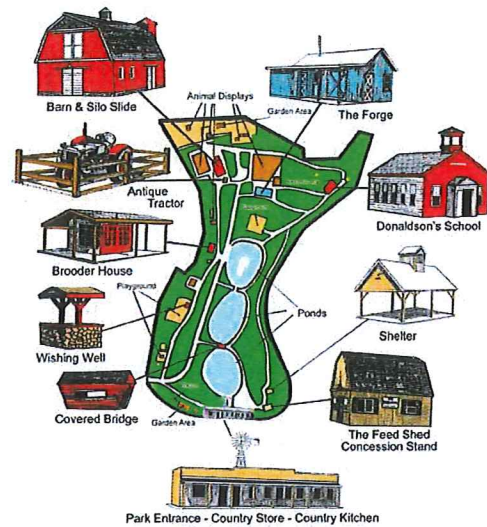 Barn & Silo Slide
Animal Displays
Garden Area
The Forge
Antique
Tractor
Donaldson's School
Brooder House
Playground
Wishing Well
Ponds
Shelter
Covered Bridge
Garden Area
The Feed Shed
Concession Stand
Park Entrance - Country Store - Country Kitchen